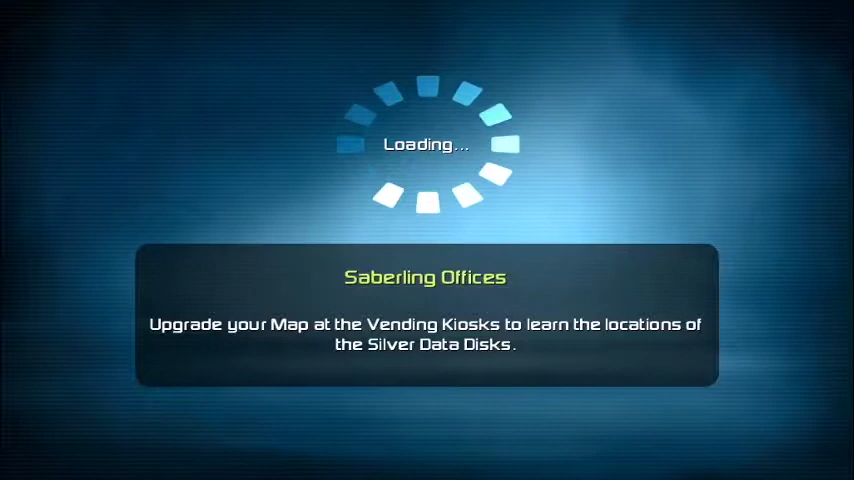 Loading...
Saberling Offices
Upgrade your Map at the Vending Kiosks to learn the locations of
the Silver Data Disks.